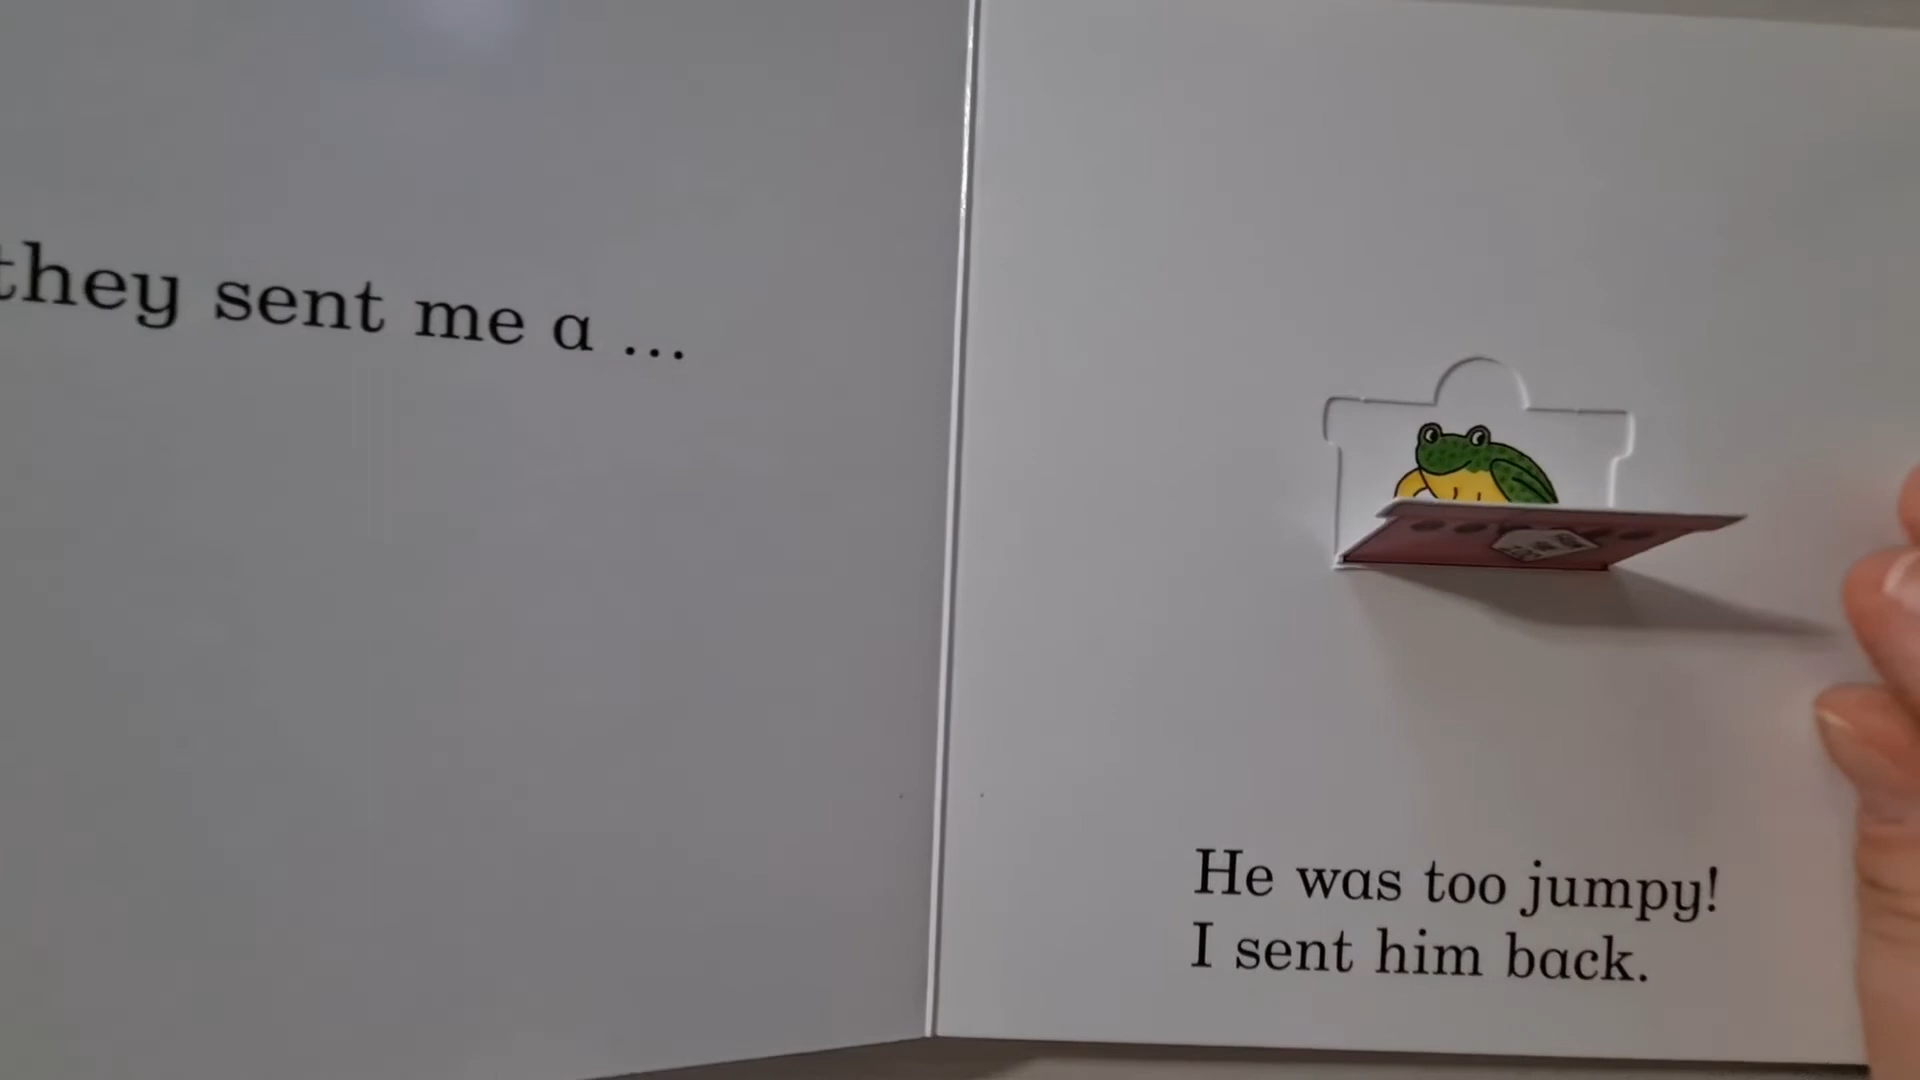 they sent me a ...
He was too jumpy!
I sent him back.